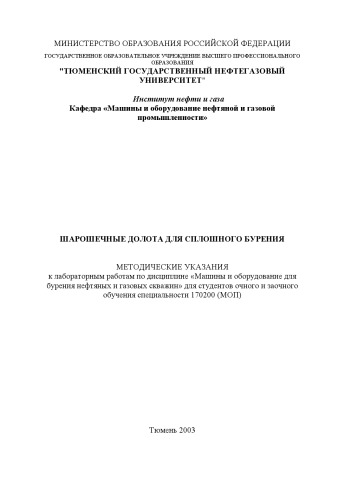 МИНИСТЕРСТВО ОБРАЗОВАНИЯ РОССИЙСКОЙ ФЕДЕРАЦИИ
ГОСУДАРСТВЕННОЕ ОБРАЗОВАТЕЛЬНОЕ УЧРЕЖДЕНИЕ ВЫСШЕГО ПРОФЕССИОНАЛЬНОГО
ОБРАЗОВАНИЯ
"ТЮМЕНСКИЙ ГОСУДАРСТВЕННЫЙ НЕФТЕГАЗОВЫЙ
УНИВЕРСИТЕТ"
Институт нефти и газа
Кафедра «Машины и оборудование нефтяной и газовой
промышленности»
ШАРОШЕЧНЫЕ ДОЛОТА ДЛЯ СПЛОШНОГО БУРЕНИЯ
МЕТОДИЧЕСКИЕ УКАЗАНИЯ
к лабораторным работам по дисциплине «Машины и оборудование для
бурения нефтяных и газовых скважин» для студентов очного и заочного
обучения специальности 170200 (МОП)
Тюмень 2003